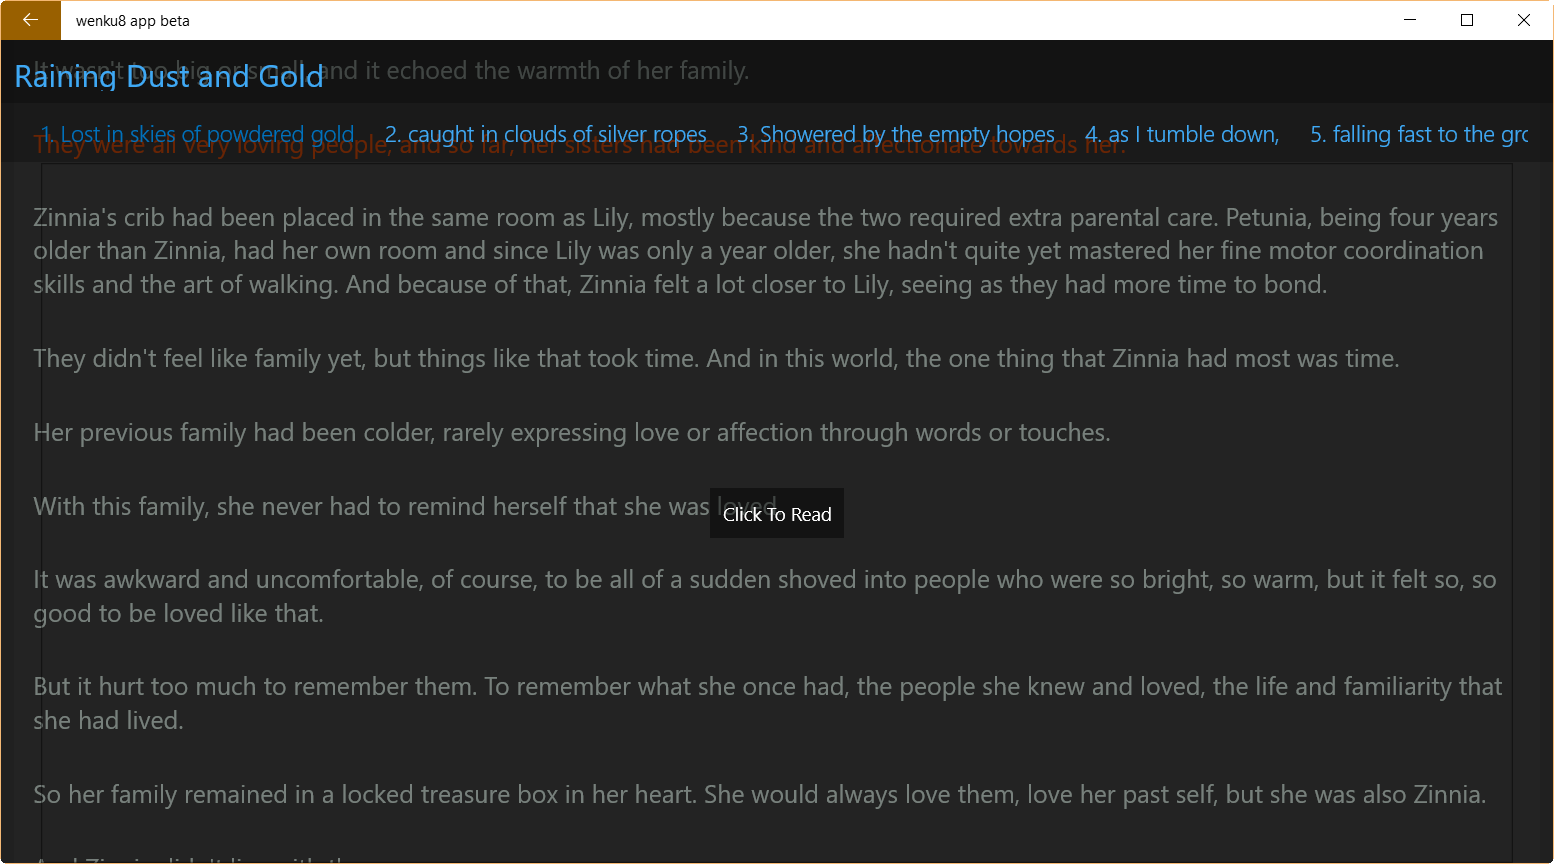 wenku8 app beta
It wasn't too big or small, and it echoed the warmth of her family.
Raining Dust and Gold
1. Lost in skies of powdered gold 2. caught in clouds of silver ropes 3. Showered by the empty hopes 4. as I tumble down, 5. falling fast to the gro
They were all very loving people, and so far, her sisters had been kind and affectionate towards her.
Zinnia's crib had been placed in the same room as Lily, mostly because the two required extra parental care. Petunia, being four years
older than Zinnia, had her own room and since Lily was only a year older, she hadn't quite yet mastered her fine motor coordination
skills and the art of walking. And because of that, Zinnia felt a lot closer to Lily, seeing as they had more time to bond.
They didn't feel like family yet, but things like that took time. And in this world, the one thing that Zinnia had most was time.
Her previous family had been colder, rarely expressing love or affection through words or touches.
With this family, she never had to remind herself that she was loved.
Click To Read
It was awkward and uncomfortable, of course, to be all of a sudden shoved into people who were so bright, so warm, but it felt so, so
good to be loved like that.
But it hurt too much to remember them. To remember what she once had, the people she knew and loved, the life and familiarity that
she had lived.
So her family remained in a locked treasure box in her heart. She would always love them, love her past self, but she was also Zinnia.